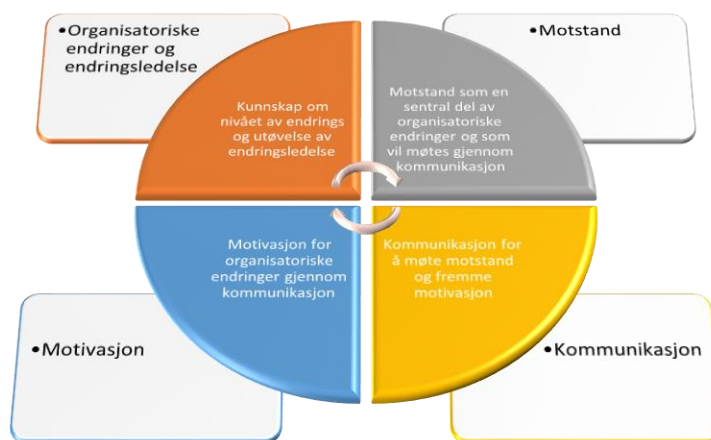 •Organisatoriske
endringer og
endringsledelse
•Motstand
Kunnskap om
nivået av endrings
og utøvelse av
endringsledelse
Motstand som en
sentral del av
organisatoriske
endringer og som
vil møtes gjennom
kommunikasjon
Motivasjon for
organisatoriske
endringer gjennom
kommunikasjon
Kommunikasjon for
å møte motstand
og fremme
motivasjon
•Motivasjon
•Kommunikasjon